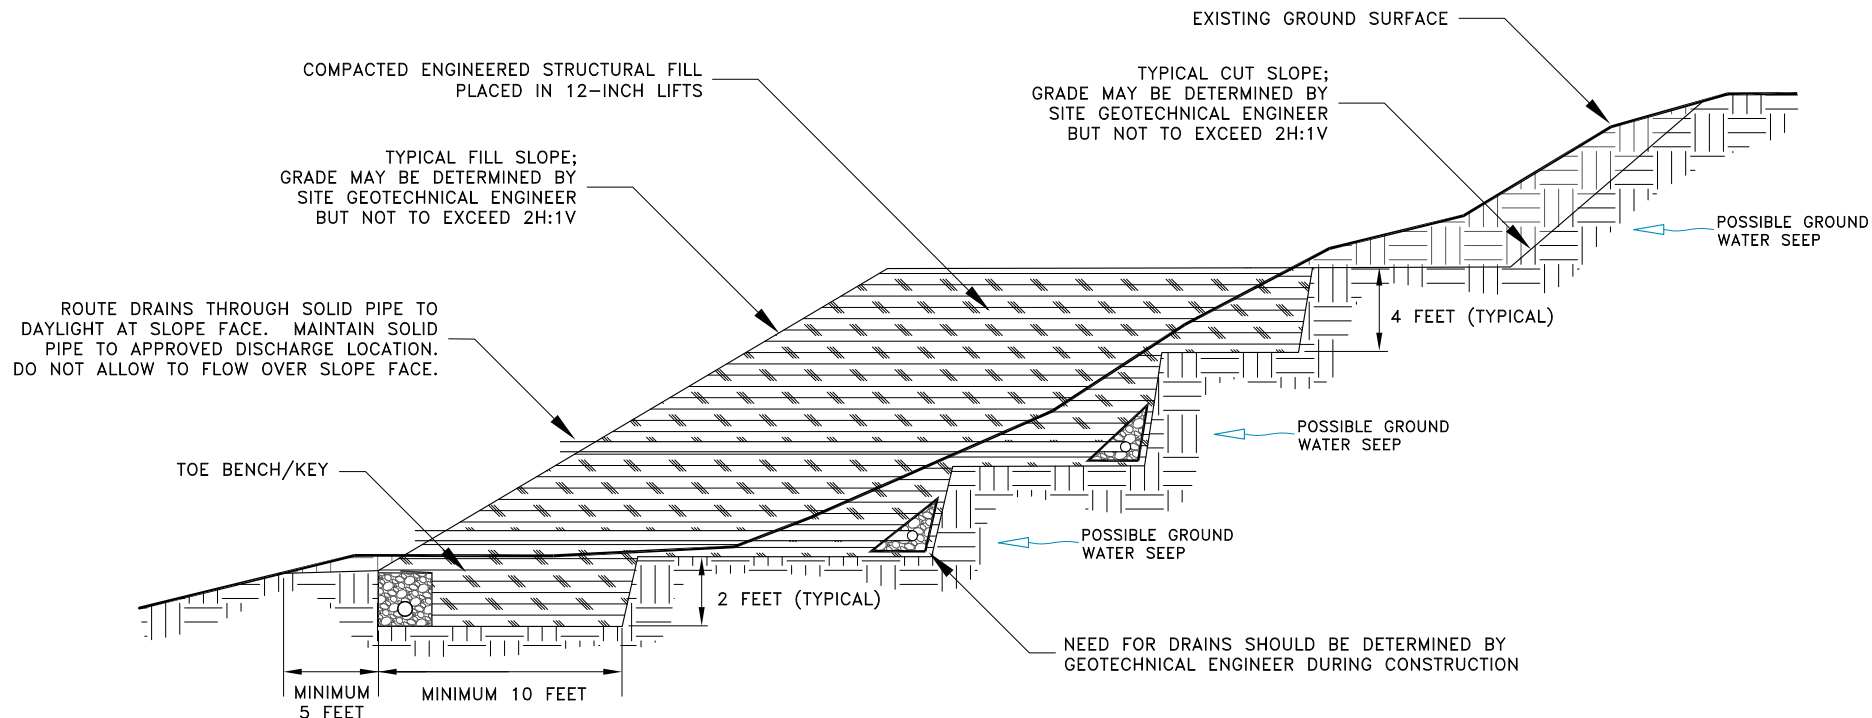 EXISTING GROUND SURFACE
COMPACTED ENGINEERED STRUCTURAL FILL
PLACED IN 12-INCH LIFTS
TYPICAL CUT SLOPE;
GRADE MAY BE DETERMINED BY
SITE GEOTECHNICAL ENGINEER
BUT NOT TO EXCEED 2H:1V
TYPICAL FILL SLOPE;
GRADE MAY BE DETERMINED BY
SITE GEOTECHNICAL ENGINEER
BUT NOT TO EXCEED 2H:1V
POSSIBLE GROUND
WATER SEEP
ROUTE DRAINS THROUGH SOLID PIPE TO
DAYLIGHT AT SLOPE FACE. MAINTAIN SOLID
PIPE TO APPROVED DISCHARGE LOCATION.
DO NOT ALLOW TO FLOW OVER SLOPE FACE.
4 FEET (TYPICAL)
POSSIBLE GROUND
WATER SEEP
TOE BENCH/KEY
POSSIBLE GROUND
WATER SEEP
2 FEET (TYPICAL)
NEED FOR DRAINS SHOULD BE DETERMINED BY
GEOTECHNICAL ENGINEER DURING CONSTRUCTION
MINIMUM
5 FEET
MINIMUM 10 FEET